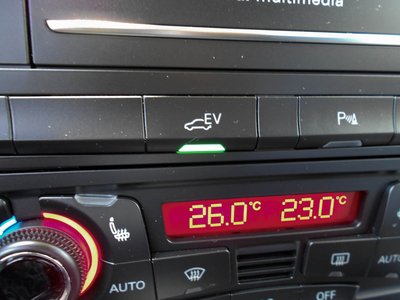 multimedia
EV
P
26.0°C 23.0°C
AUTO
AUTO
OFF